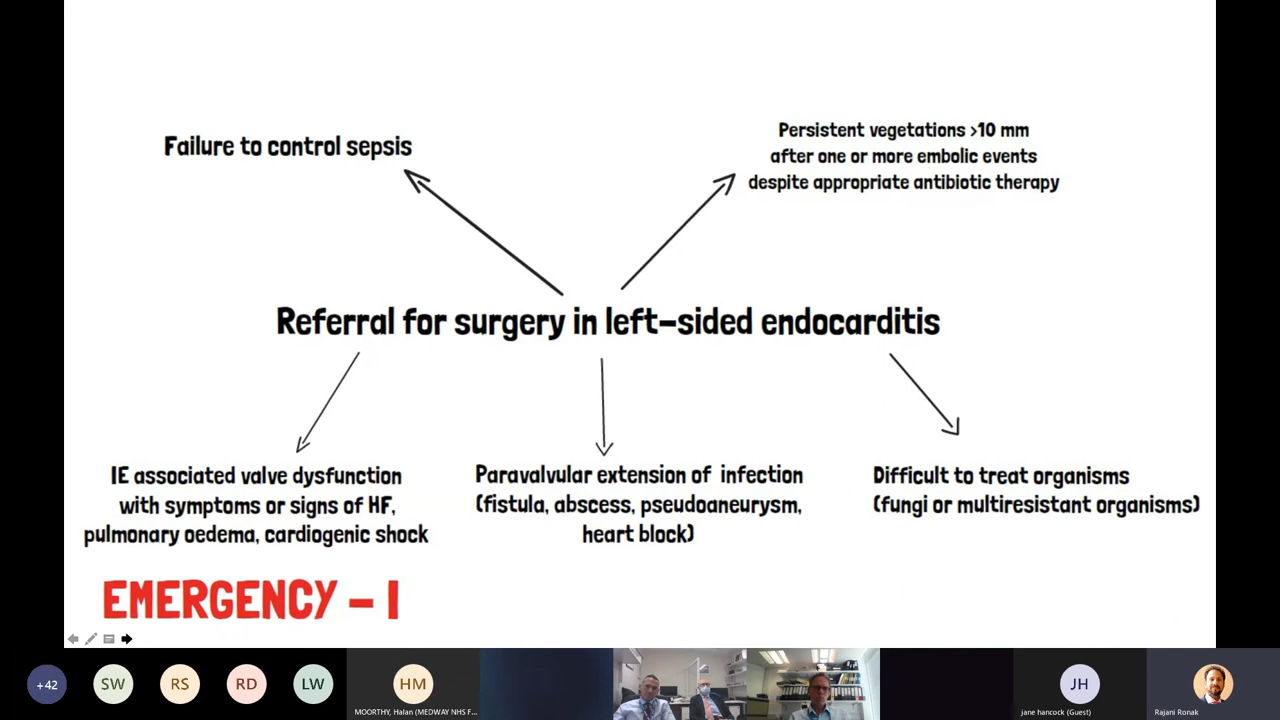 Failure to control sepsis
Persistent vegetations >10 mm
after one or more embolic events
despite appropriate antibiotic therapy
Referral for surgery in left-sided endocarditis
IE associated valve dysfunction
with symptoms or signs of HF,
pulmonary oedema, cardiogenic shock
Paravalvular extension of infection
(fistula, abscess, pseudoaneurysm,
heart block)
Difficult to treat organisms
(fungi or multiresistant organisms)
EMERGENCY - I
+42
SW
RS
RD
LW
HM
MOORTHY, Halan (MEDWAY NHS F...
JH
jane hancock (Guest)
Rajani Ronak